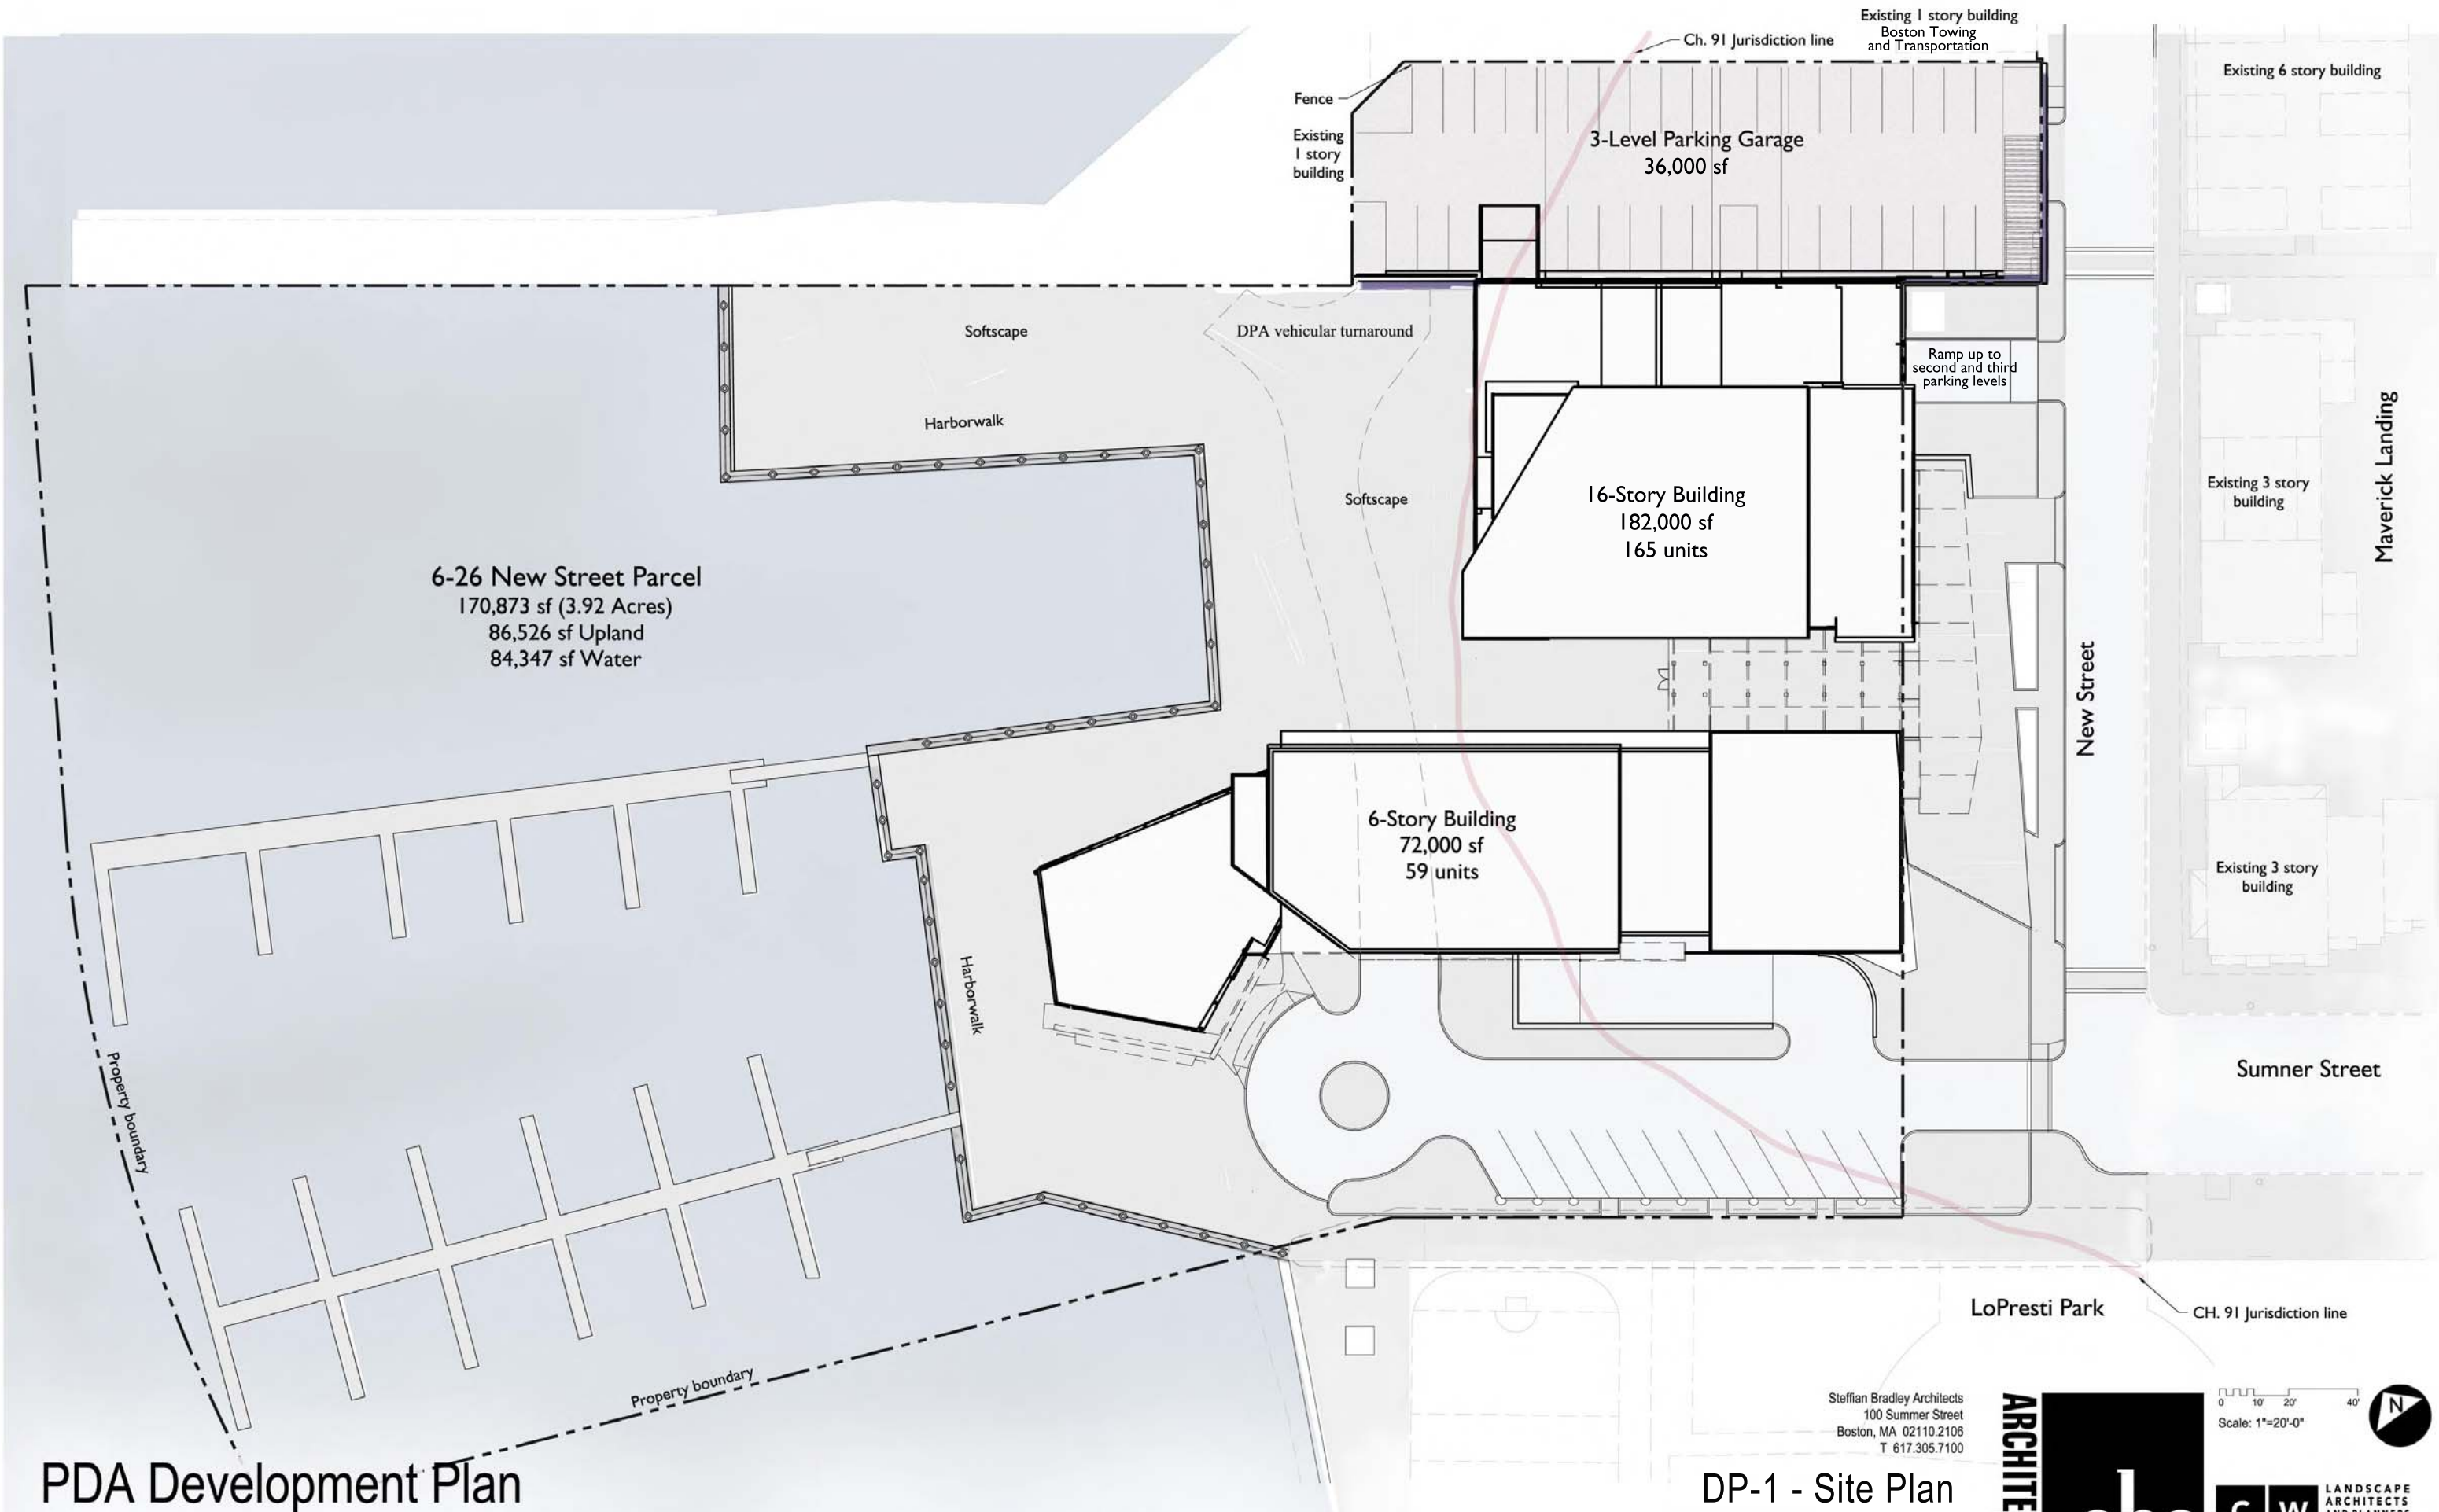 Existing 1 story building
Boston Towing
and Transportation
Ch. 91 Jurisdiction line
Existing 6 story building
Fence
Existing
1 story
building
3-Level Parking Garage
36,000 sf
Softscape
DPA vehicular turnaround
Ramp up to
second and third
parking levels
Harborwalk
Softscape
16-Story Building
182,000 sf
165 units
Existing 3 story
building
Maverick Landing
6-26 New Street Parcel
170,873 sf (3.92 Acres)
86,526 sf Upland
84,347 sf Water
New Street
6-Story Building
72,000 sf
59 units
Existing 3 story
building
Harborwalk
Property boundary
Sumner Street
LoPresti Park
CH. 91 Jurisdiction line
Property boundary
Steffian Bradley Architects
100 Summer Street
Boston, MA 02110.2106
T 617.305.7100
0 10' 20' 40'
Scale: 1"=20'-0"
N
PDA Development Plan
DP-1 - Site Plan
LANDSCAPE
ARCHITECTS
C W